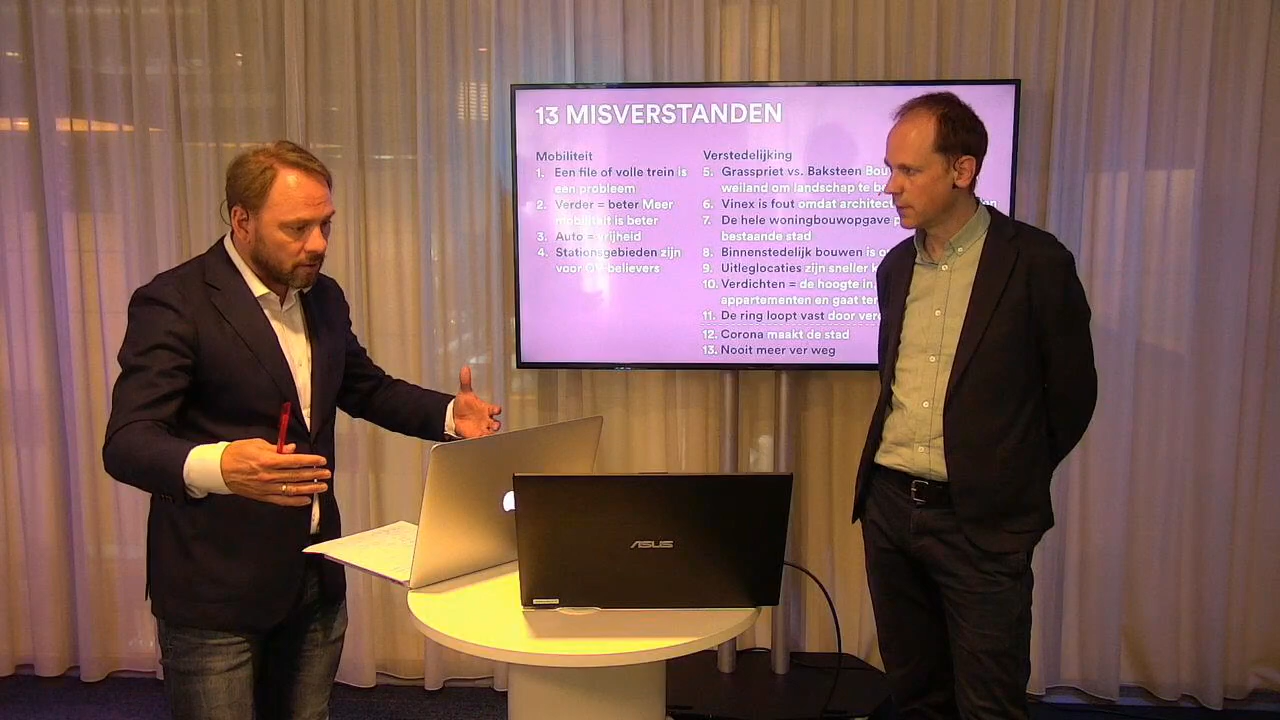 13 MISVERSTANDEN
Mobiliteit
1. Een file of volle trein is
een probleem
2. Verder = beter Meer
mobiliteit is beter
3. Auto = vrijheid
4. Stationsgebieden zijn
voor OV-believers
Verstedelijking
5. Grasspriet vs. Baksteen
weiland om landschap te
6. Vinex is fout omdat
7. De hele woningbouwopgave
bestaande stad
8. Binnenstedelijk bouwen is
9. Uitleglocaties zijn sneller
10. Verdichten = de hoogte in,
appartementen en gaat
11. De ring loopt vast door
12. Corona maakt de stad
13. Nooit meer ver weg
ASUS